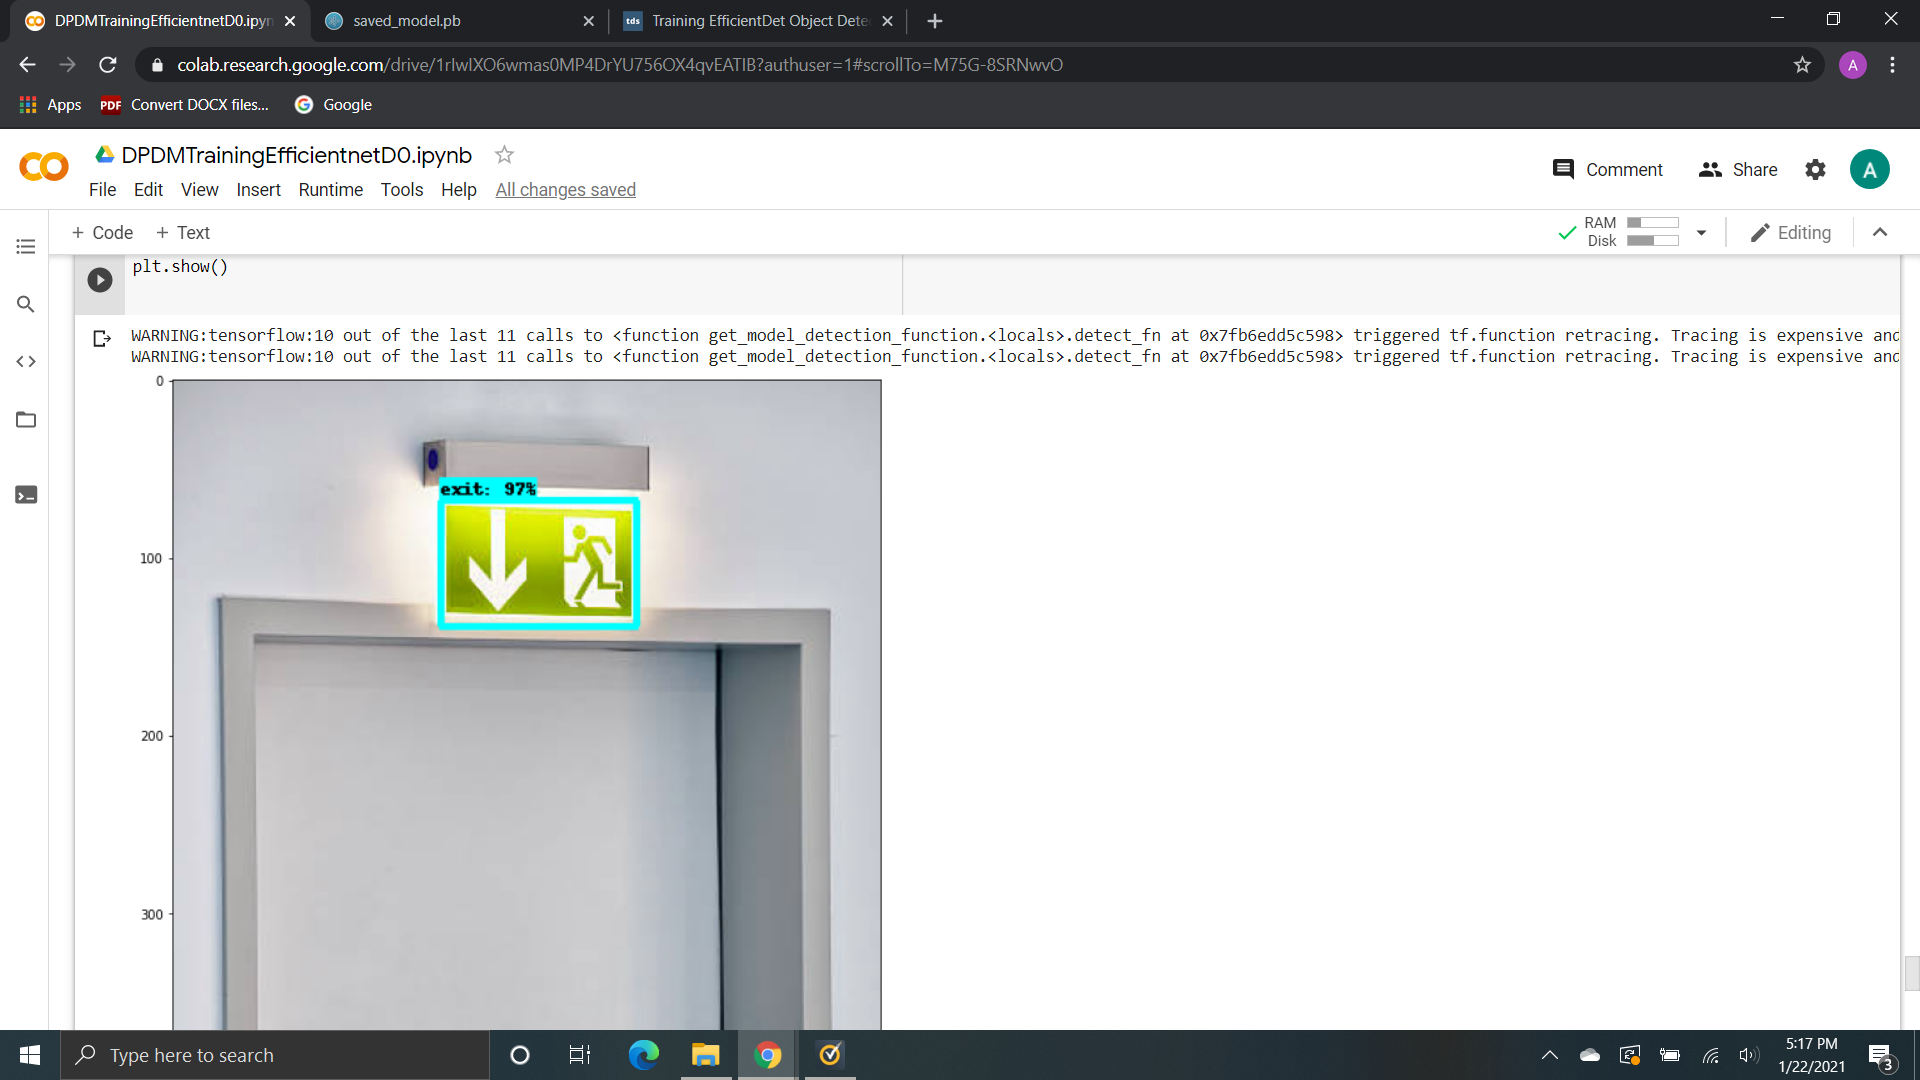 DPDMTrainingEfficientnetD0.ipyn
saved_model.pb
tds Training EfficientDet Object Dete
colab.research.google.com/drive/1rIwIXO6wmas0MP4DrYU756OX4qvEATIB?authuser=1#scrollTo=M75G-8SRNwvO
A
Apps
PDF Convert DOCX files...
Google
DPDMTrainingEfficientnetD0.ipynb
Comment
Share
A
File Edit View Insert Runtime Tools Help All changes saved
+ Code + Text
RAM
Disk
Editing
plt.show()
WARNING:tensorflow:10 out of the last 11 calls to <function get_model_detection_function.<locals>.detect_fn at 0x7fb6edd5c598> triggered tf.function retracing. Tracing is expensive and
WARNING:tensorflow:10 out of the last 11 calls to <function get_model_detection_function.<locals>.detect_fn at 0x7fb6edd5c598> triggered tf.function retracing. Tracing is expensive and
0
exit: 97%
100
200
300
Type here to search
5:17 PM
1/22/2021
3